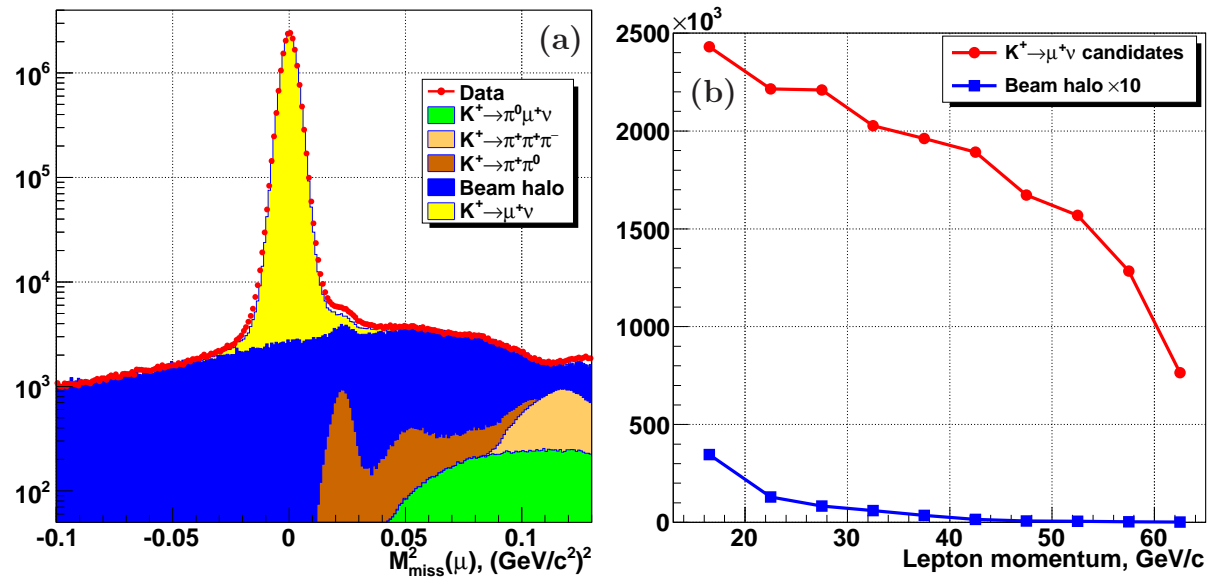 (a)
10⁶
10⁵
10⁴
10³
10²
Data
K⁺→π⁰μ⁺ν
K⁺→π⁺π⁺π⁻
K⁺→π⁺π⁰
Beam halo
K⁺→μ⁺ν
-0.1 -0.05 0 0.05 0.1
M²miss(μ), (GeV/c²)²
×10³
(b)
2500
2000
1500
1000
500
0
K⁺→μ⁺ν candidates
Beam halo ×10
20 30 40 50 60
Lepton momentum, GeV/c